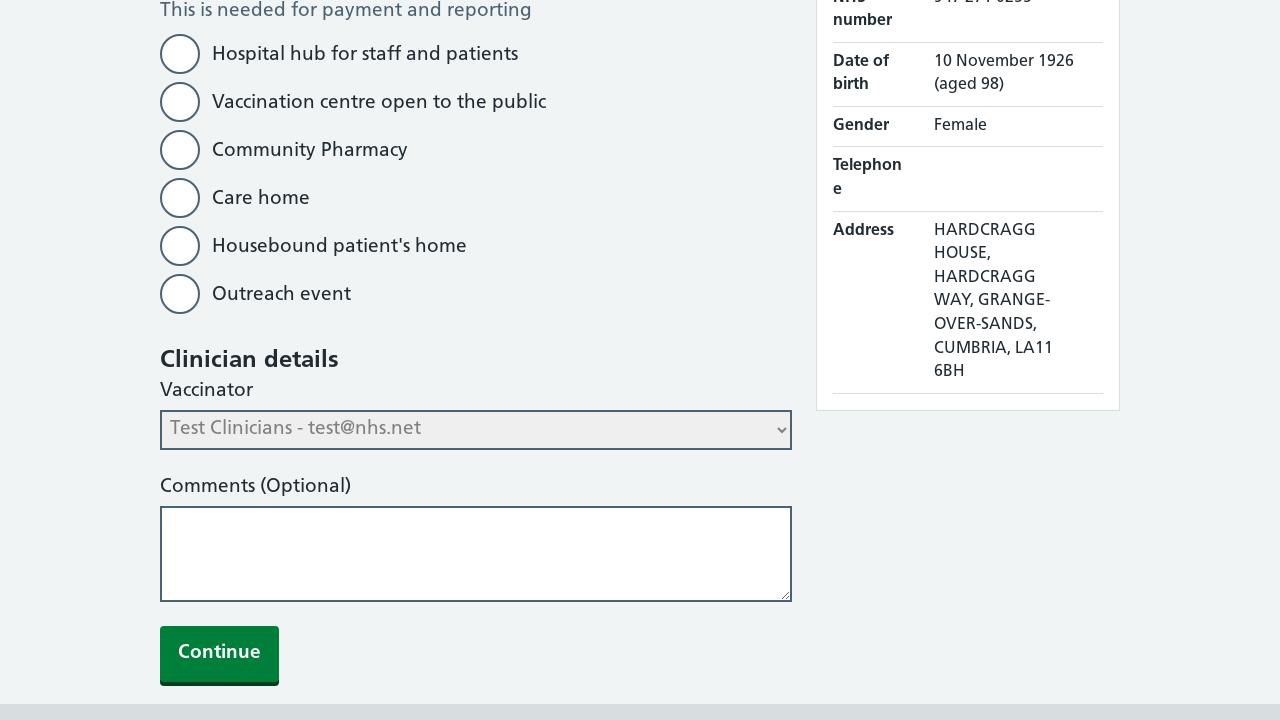 This is needed for payment and reporting
Hospital hub for staff and patients
Vaccination centre open to the public
Community Pharmacy
Care home
Housebound patient's home
Outreach event
Clinician details
Vaccinator
Test Clinicians - test@nhs.net
Comments (Optional)
Continue
number
Date of birth
10 November 1926
(aged 98)
Gender
Female
Telephon
e
Address
HARDCRAGG
HOUSE,
HARDCRAGG
WAY, GRANGE-
OVER-SANDS,
CUMBRIA, LA11
6BH